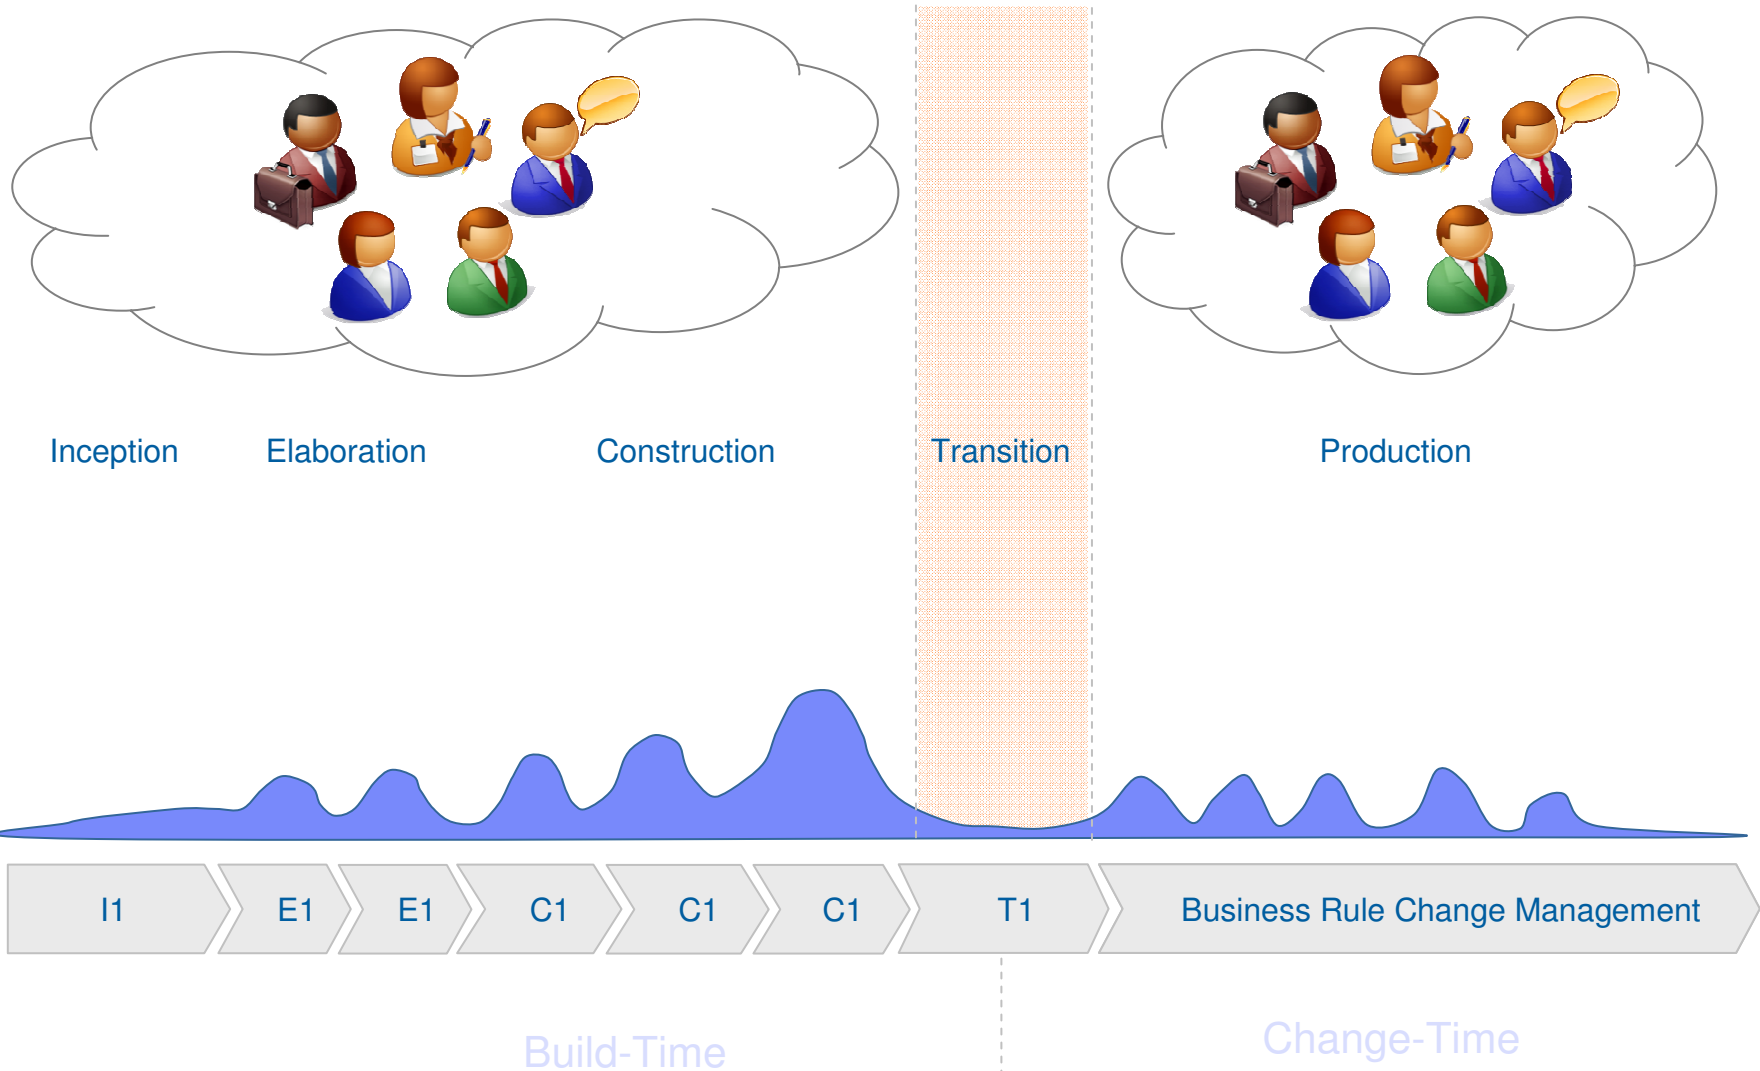 Inception Elaboration Construction Transition Production
I1 E1 E1 C1 C1 C1 T1 Business Rule Change Management
Build-Time Change-Time